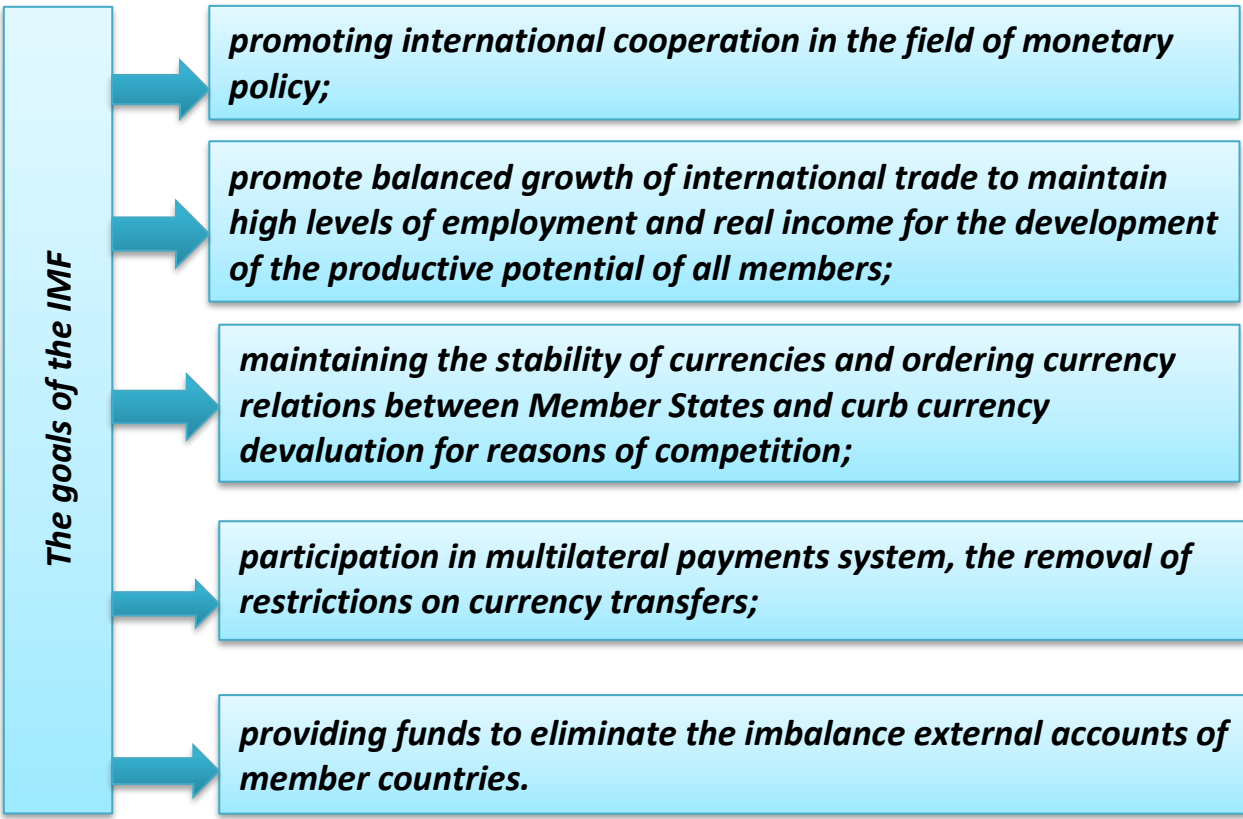 The goals of the IMF
promoting international cooperation in the field of monetary
policy;
promote balanced growth of international trade to maintain
high levels of employment and real income for the development
of the productive potential of all members;
maintaining the stability of currencies and ordering currency
relations between Member States and curb currency
devaluation for reasons of competition;
participation in multilateral payments system, the removal of
restrictions on currency transfers;
providing funds to eliminate the imbalance external accounts of
member countries.